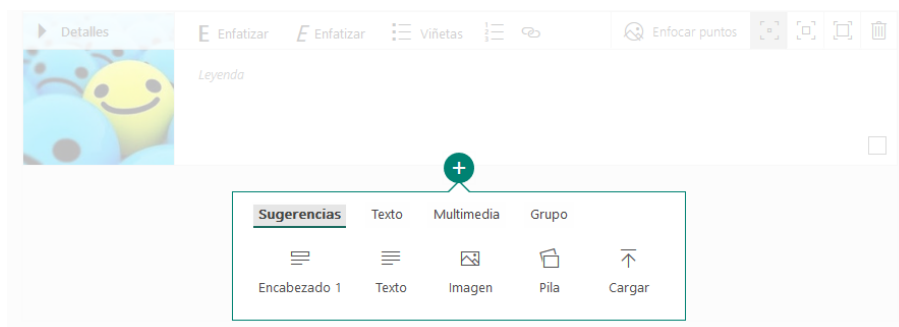 Detalles E Enfatizar E Enfatizar Viñetas Enfocar puntos
Leyenda
Sugerencias Texto Multimedia Grupo
Encabezado 1 Texto Imagen Pila Cargar